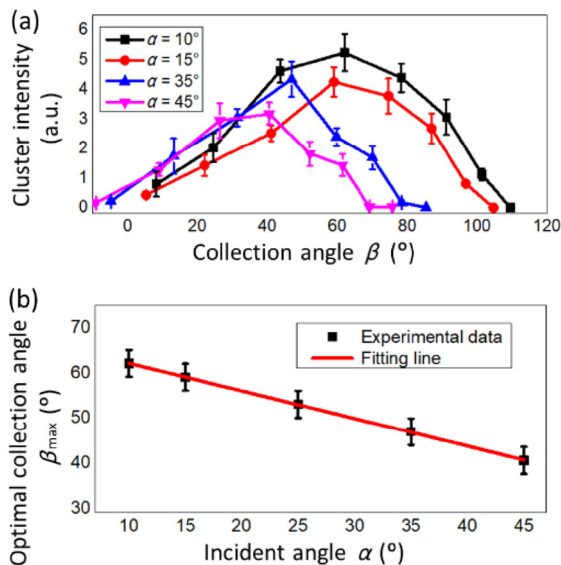 (a)
Cluster intensity
(a.u.)
6
5
4
3
2
1
0
α = 10°
α = 15°
α = 35°
α = 45°
0 20 40 60 80 100 120
Collection angle β (°)
(b)
Optimal collection angle
βmax (°)
70
60
50
40
30
Experimental data
Fitting line
10 15 20 25 30 35 40 45
Incident angle α (°)